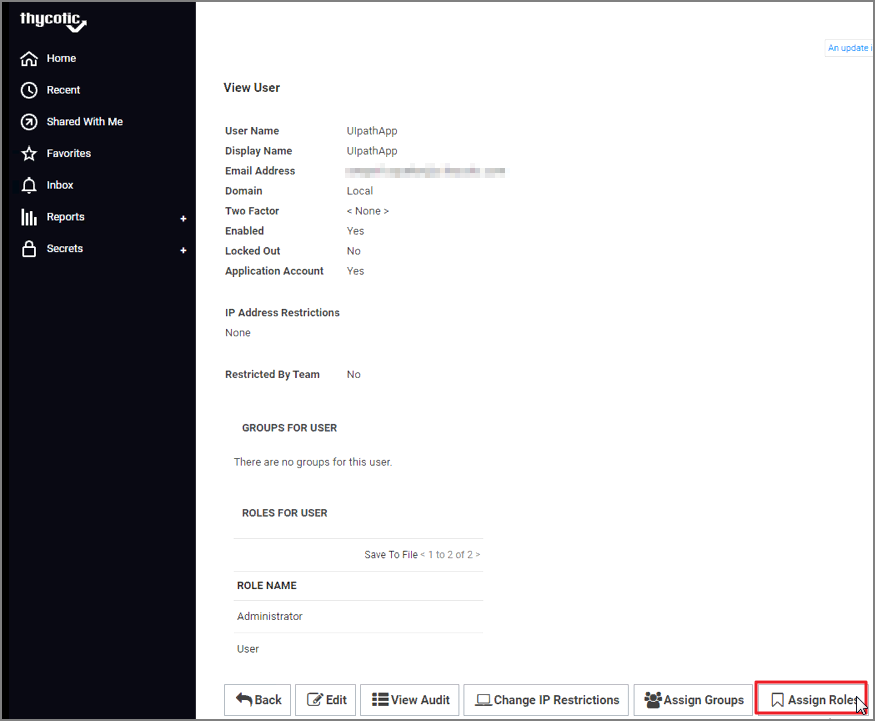 thycotic
Home
Recent
Shared With Me
Favorites
Inbox
Reports +
Secrets +
An update i
View User
User Name UIpathApp
Display Name UIpathApp
Email Address
Domain Local
Two Factor < None >
Enabled Yes
Locked Out No
Application Account Yes
IP Address Restrictions
None
Restricted By Team No
GROUPS FOR USER
There are no groups for this user.
ROLES FOR USER
Save To File < 1 to 2 of 2 >
ROLE NAME
Administrator
User
Back Edit View Audit Change IP Restrictions Assign Groups Assign Roles